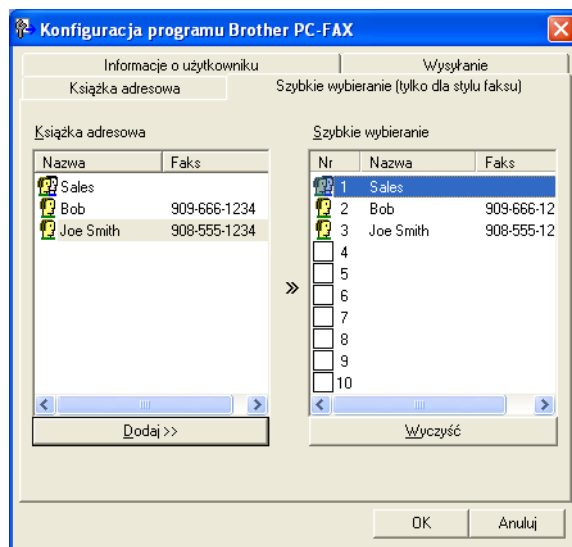 Konfiguracja programu Brother PC-FAX
Informacje o użytkowniku
Wysyłanie
Książka adresowa
Szybkie wybieranie (tylko dla stylu faksu)
Książka adresowa
Nazwa Faks
Sales
Bob 909-666-1234
Joe Smith 908-555-1234
Dodaj >>
»
Szybkie wybieranie
Nr Nazwa Faks
1 Sales
2 Bob 909-666-12
3 Joe Smith 908-555-12
4
5
6
7
8
9
10
Wyczyść
OK
Anuluj